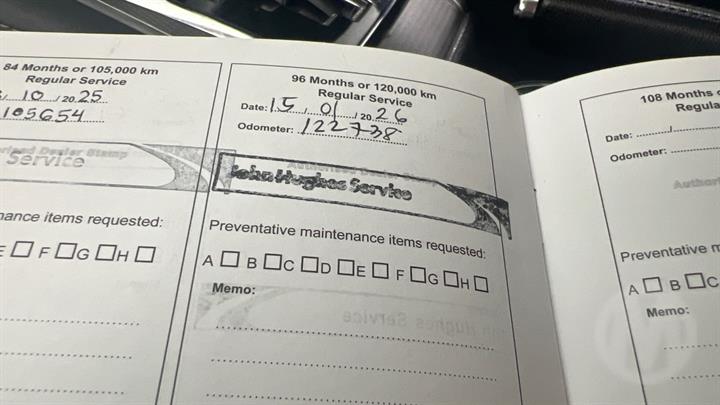 84 Months or 105,000 km
Regular Service
10 / 20 25
105654
Service
nance items requested:
E □ F □ G □ H □
96 Months or 120,000 km
Regular Service
Date: 15 / 01 / 20 26
Odometer: 122738
John Hughes Service
Preventative maintenance items requested:
A □ B □ C □ D □ E □ F □ G □ H □
Memo:
108 Months
Regula
Date:
Odometer:
Author
Preventative
A □ B □ C
Memo: